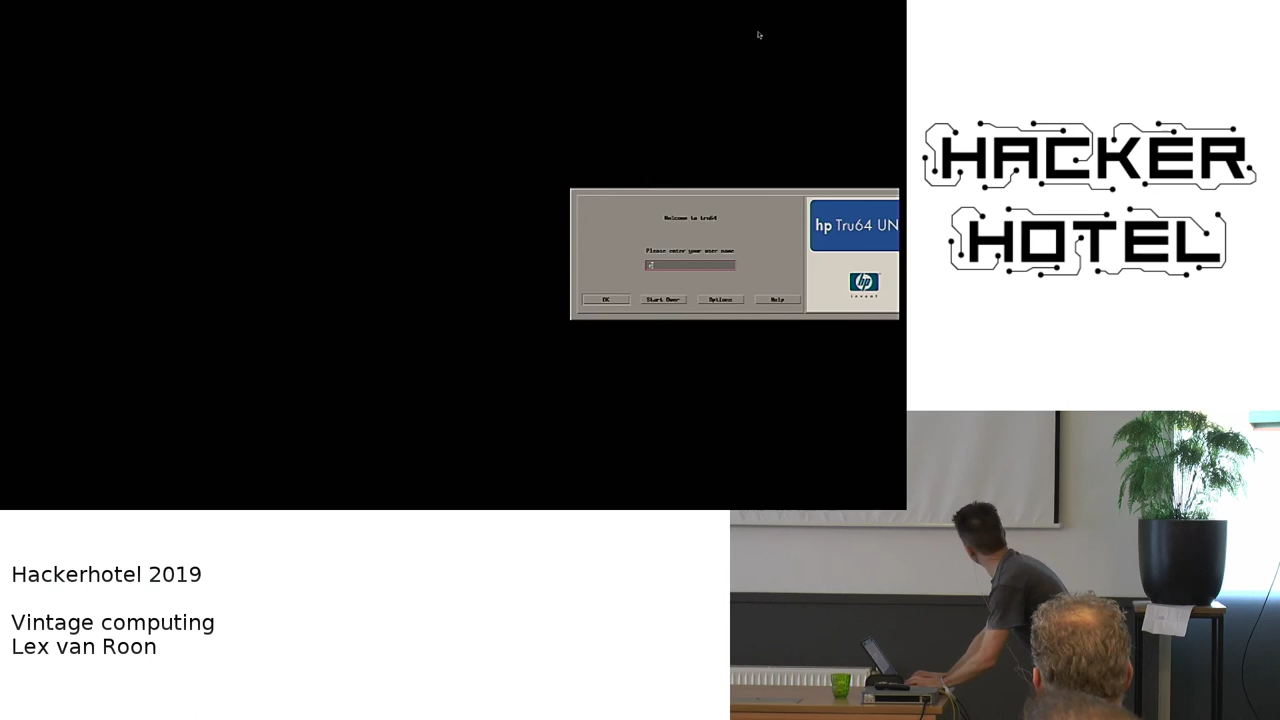 Welcome to tru64
Please enter your user name
OK
Start Over
Options
Help
hp Tru64 UN
hp
invent
HACKER
HOTEL
Hackerhotel 2019
Vintage computing
Lex van Roon